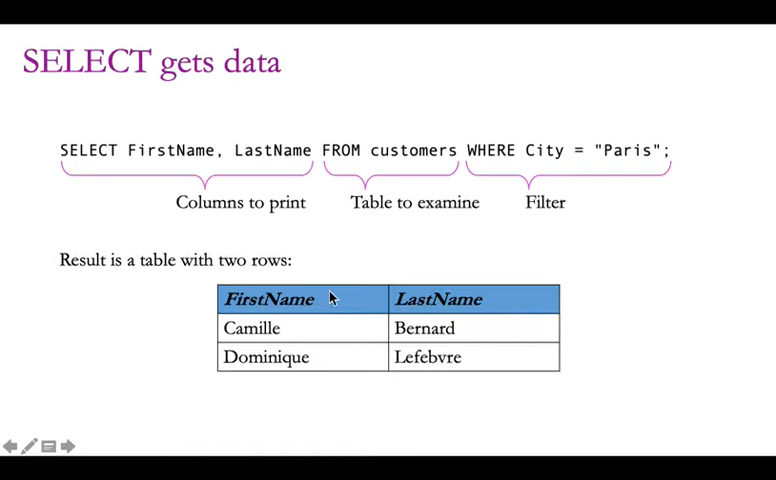 SELECT gets data
SELECT FirstName, LastName FROM customers WHERE City = "Paris";
Columns to print Table to examine Filter
Result is a table with two rows:
FirstName LastName
Camille Bernard
Dominique Lefebvre